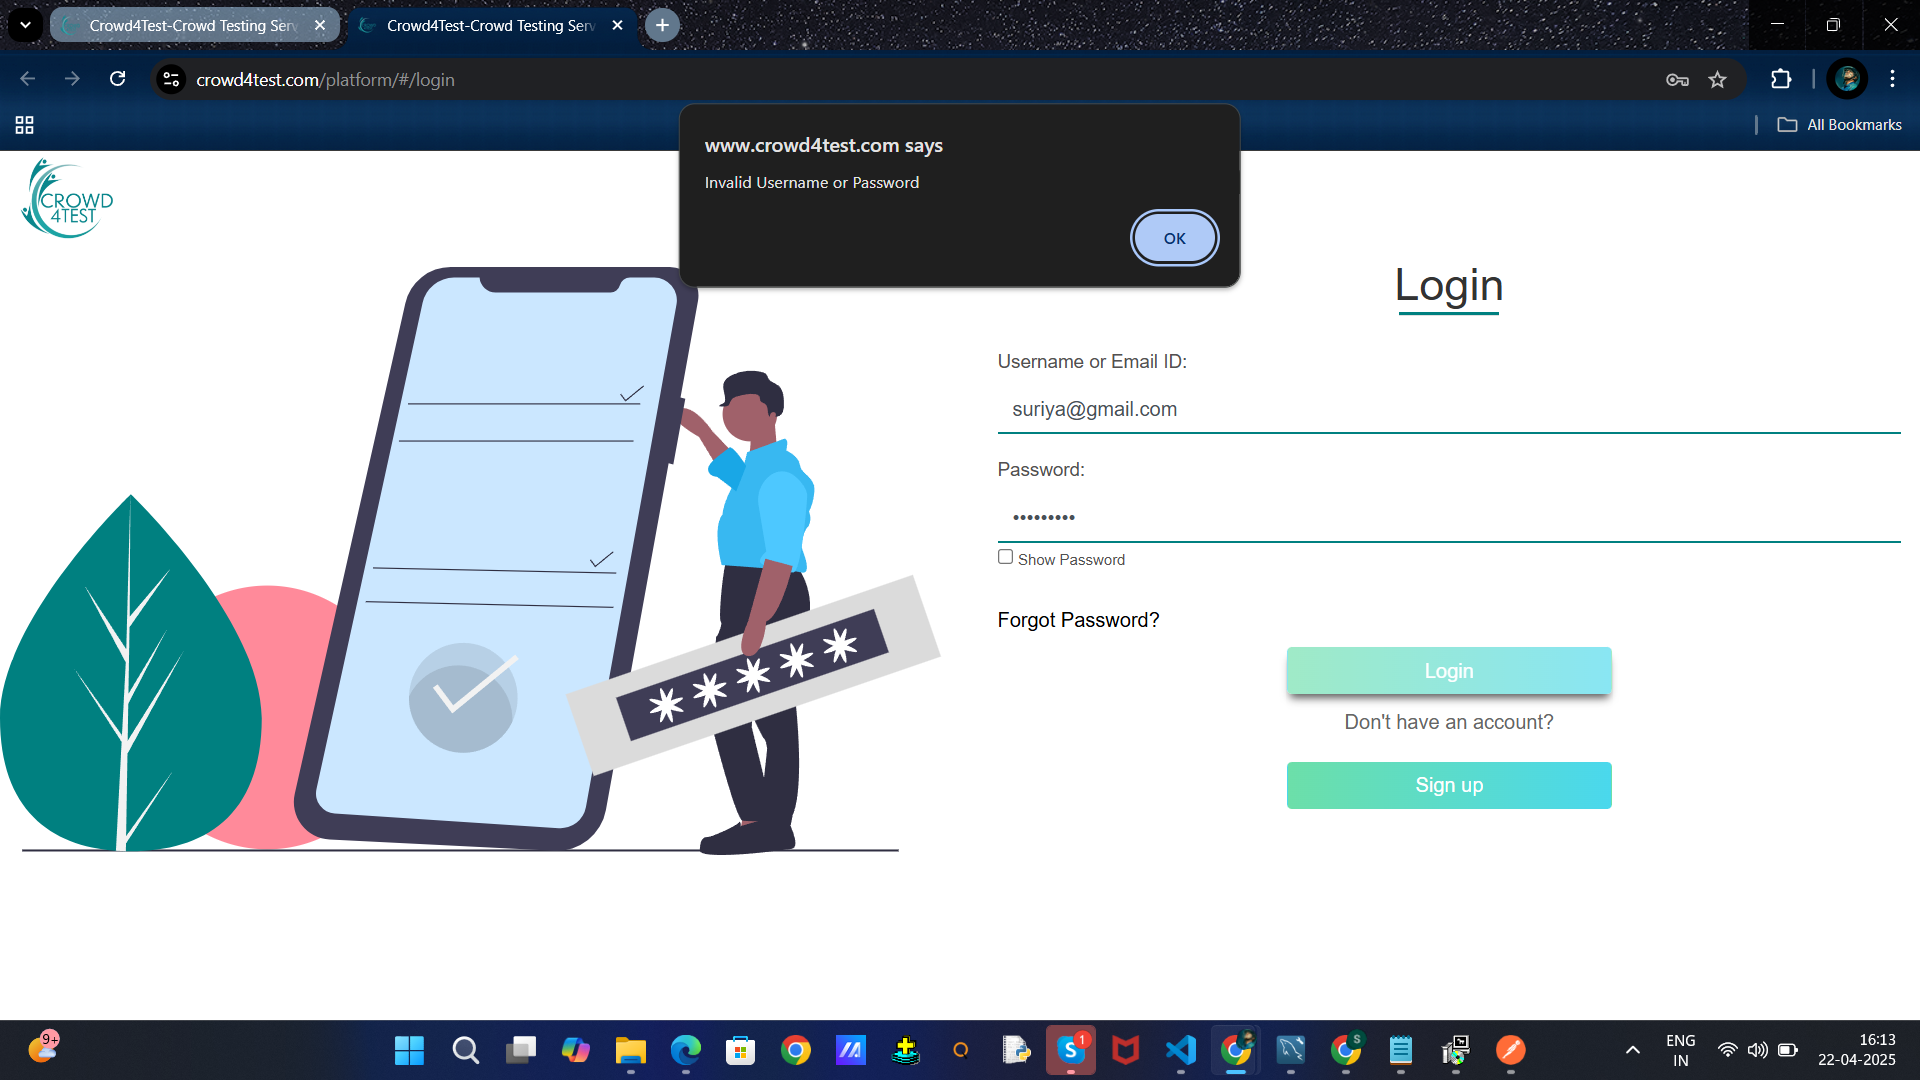 Crowd4Test-Crowd Testing Serv
Crowd4Test-Crowd Testing Serv
crowd4test.com/platform/#/login
All Bookmarks
www.crowd4test.com says
Invalid Username or Password
OK
CROWD
4TEST
Login
Username or Email ID:
suriya@gmail.com
Password:
•••••••••
Show Password
Forgot Password?
Login
Don't have an account?
Sign up
9+
S
1
S
ENG
IN
16:13
22-04-2025